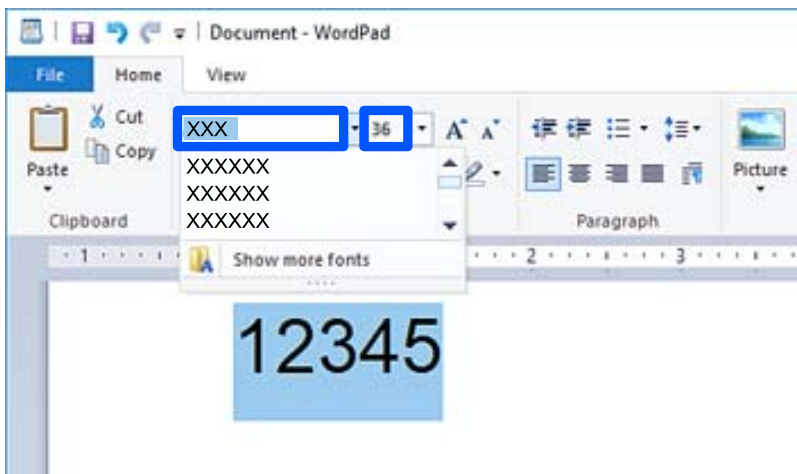 Document - WordPad
File Home View
Cut
Copy
Paste
Clipboard
XXX 36 A A
XXXXXX
XXXXXX
XXXXXX
Show more fonts
Paragraph
Picture
1 2 3
12345